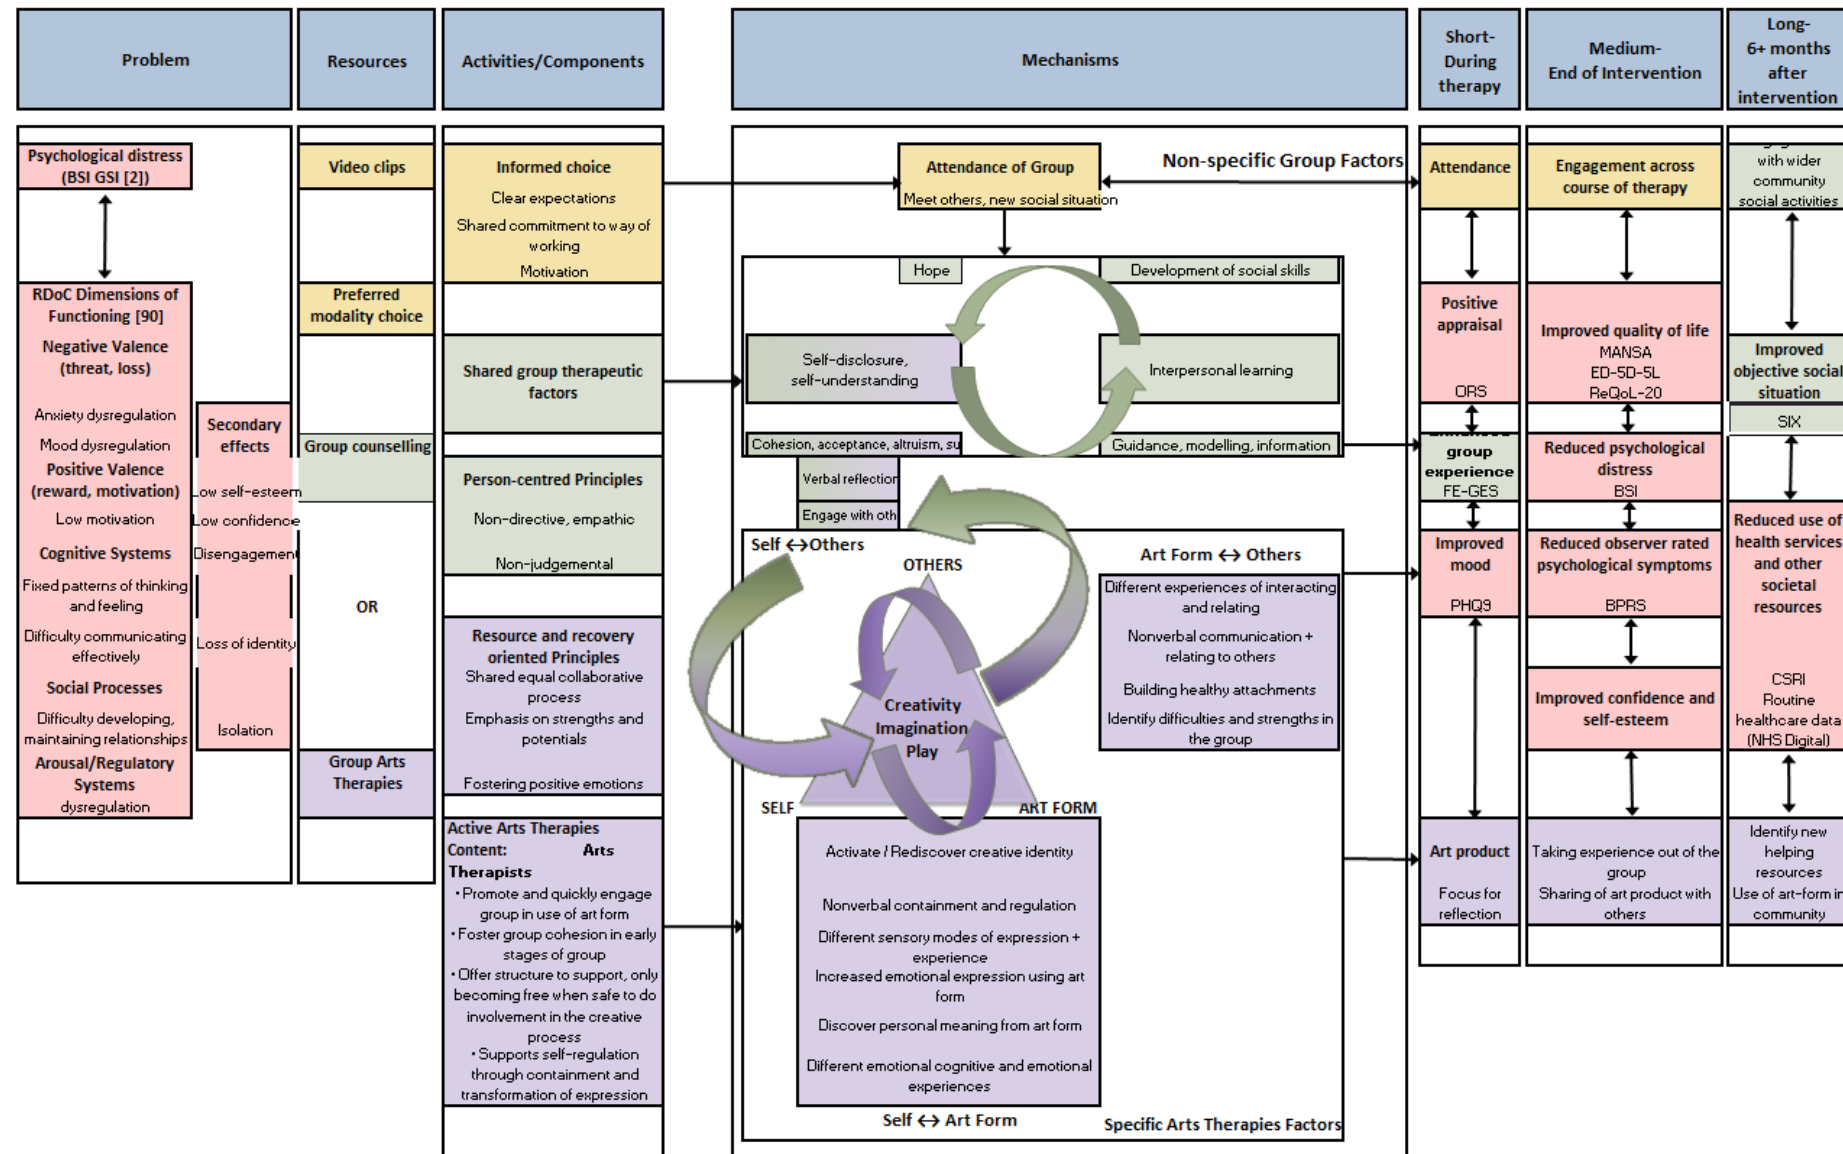 Problem
Resources
Activities/Components
Mechanisms
Short-
During
therapy
Medium-
End of Intervention
Long-
6+ months
after
intervention
Psychological distress
(BSI GSI [2])
RDoC Dimensions of
Functioning [90]
Negative Valence
(threat, loss)
Anxiety dysregulation
Mood dysregulation
Positive Valence
(reward, motivation)
Low motivation
Cognitive Systems
Fixed patterns of thinking
and feeling
Difficulty communicating
effectively
Social Processes
Difficulty developing,
maintaining relationships
Arousal/Regulatory
Systems
dysregulation
Secondary
effects
Low self-esteem
Low confidence
Disengagement
Loss of identity
Isolation
Video clips
Preferred
modality choice
Group counselling
OR
Group Arts
Therapies
Informed choice
Clear expectations
Shared commitment to way of
working
Motivation
Shared group therapeutic
factors
Person-centred Principles
Non-directive, empathic
Non-judgemental
Resource and recovery
oriented Principles
Shared equal collaborative
process
Emphasis on strengths and
potentials
Fostering positive emotions
Active Arts Therapies
Content: Arts
Therapists
• Promote and quickly engage
group in use of art form
• Foster group cohesion in early
stages of group
• Offer structure to support, only
becoming free when safe to do
involvement in the creative
process
• Supports self-regulation
through containment and
transformation of expression
Attendance of Group
Meet others, new social situation
Non-specific Group Factors
Hope
Development of social skills
Self-disclosure,
self-understanding
Interpersonal learning
Cohesion, acceptance, altruism, su
Guidance, modelling, information
Verbal reflection
Engage with oth
Self ↔Others
OTHERS
Art Form ↔ Others
Different experiences of interacting
and relating
Nonverbal communication +
relating to others
Building healthy attachments
Identify difficulties and strengths in
the group
Creativity
Imagination
Play
SELF
ART FORM
Activate / Rediscover creative identity
Nonverbal containment and regulation
Different sensory modes of expression +
experience
Increased emotional expression using art
form
Discover personal meaning from art form
Different emotional cognitive and emotional
experiences
Self ↔ Art Form
Specific Arts Therapies Factors
Attendance
Positive
appraisal
ORS
group
experience
FE-GES
Improved
mood
PHQ9
Art product
Focus for
reflection
Engagement across
course of therapy
Improved quality of life
MANSA
ED-5D-5L
ReQoL-20
Reduced psychological
distress
BSI
Reduced observer rated
psychological symptoms
BPRS
Improved confidence and
self-esteem
Taking experience out of the
group
Sharing of art product with
others
with wider
community
social activities
Improved
objective social
situation
SIX
Reduced use of
health services
and other
societal
resources
CSRI
Routine
healthcare data
(NHS Digital)
Identify new
helping
resources
Use of art-form in
community